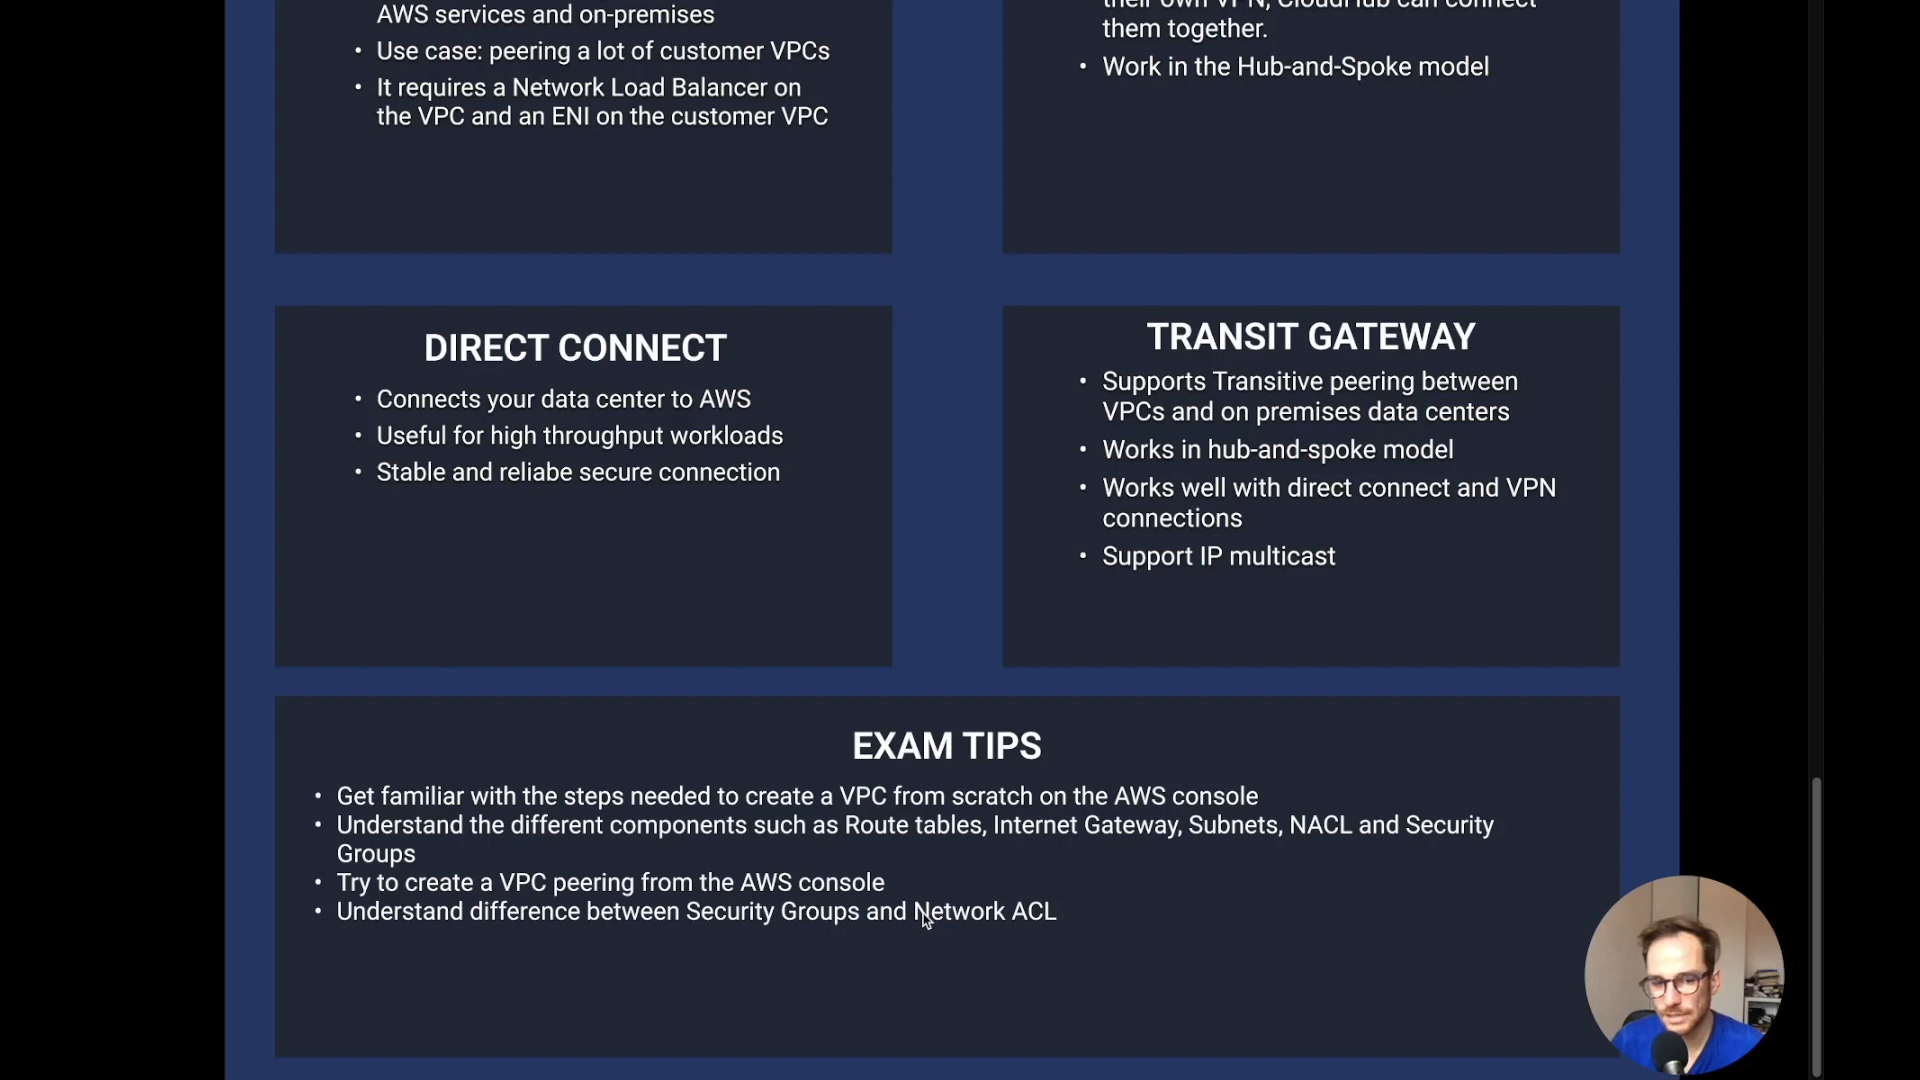 AWS services and on-premises
• Use case: peering a lot of customer VPCs
• It requires a Network Load Balancer on
the VPC and an ENI on the customer VPC
their own VPN, CloudHub can connect
them together.
• Work in the Hub-and-Spoke model
DIRECT CONNECT
• Connects your data center to AWS
• Useful for high throughput workloads
• Stable and reliabe secure connection
TRANSIT GATEWAY
• Supports Transitive peering between
VPCs and on premises data centers
• Works in hub-and-spoke model
• Works well with direct connect and VPN
connections
• Support IP multicast
EXAM TIPS
• Get familiar with the steps needed to create a VPC from scratch on the AWS console
• Understand the different components such as Route tables, Internet Gateway, Subnets, NACL and Security
Groups
• Try to create a VPC peering from the AWS console
• Understand difference between Security Groups and Network ACL